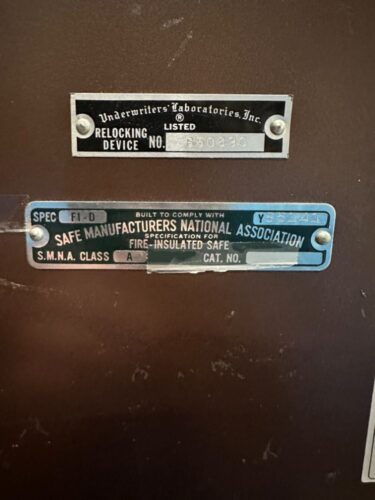 Underwriters' Laboratories, Inc.
®
LISTED
RELOCKING
DEVICE NO.
SPEC F1-D BUILT TO COMPLY WITH
SAFE MANUFACTURERS NATIONAL ASSOCIATION
SPECIFICATION FOR
FIRE-INSULATED SAFE
S.M.N.A. CLASS A CAT. NO.